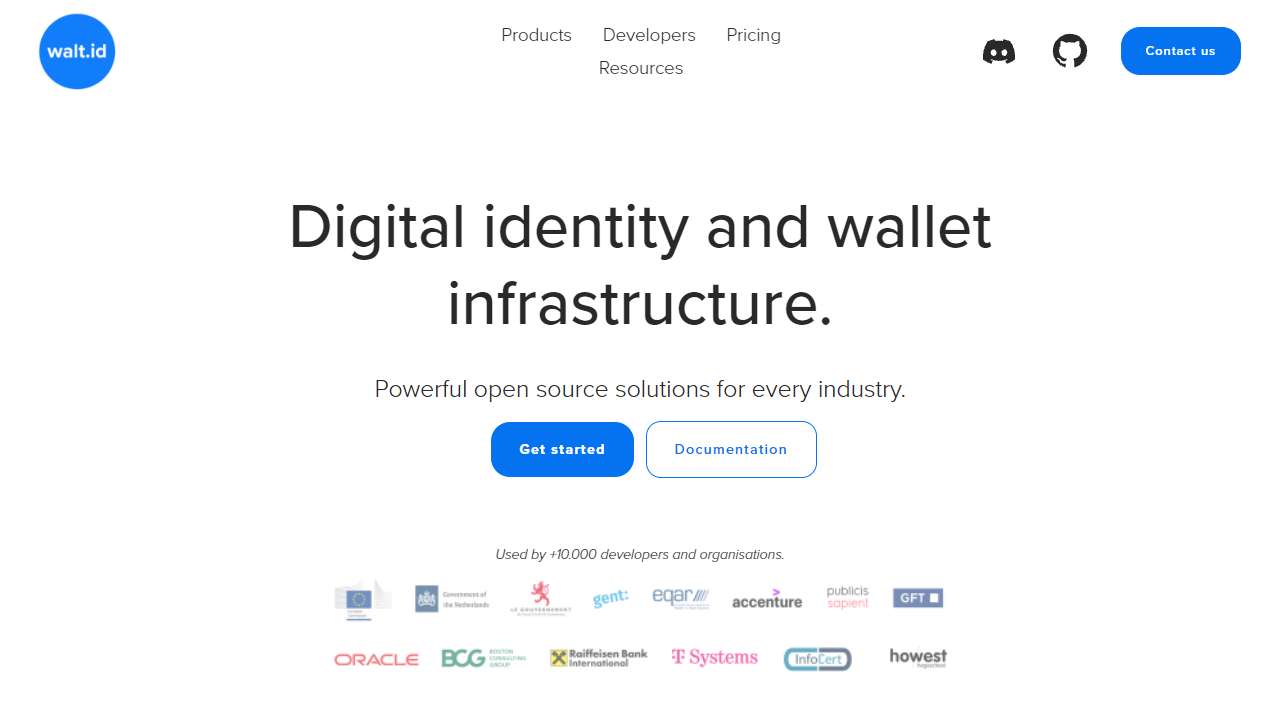 walt.id
Products Developers Pricing
Resources
Contact us
Digital identity and wallet
infrastructure.
Powerful open source solutions for every industry.
Get started Documentation
Used by +10.000 developers and organisations.
Government of
the Netherlands
LE GOUVERNEMENT
gent:
eqar
accenture
publicis
sapient
GFT
ORACLE
BCG BOSTON
CONSULTING
GROUP
Raiffeisen Bank
International
T Systems
InfoCert
howest
hogeschool